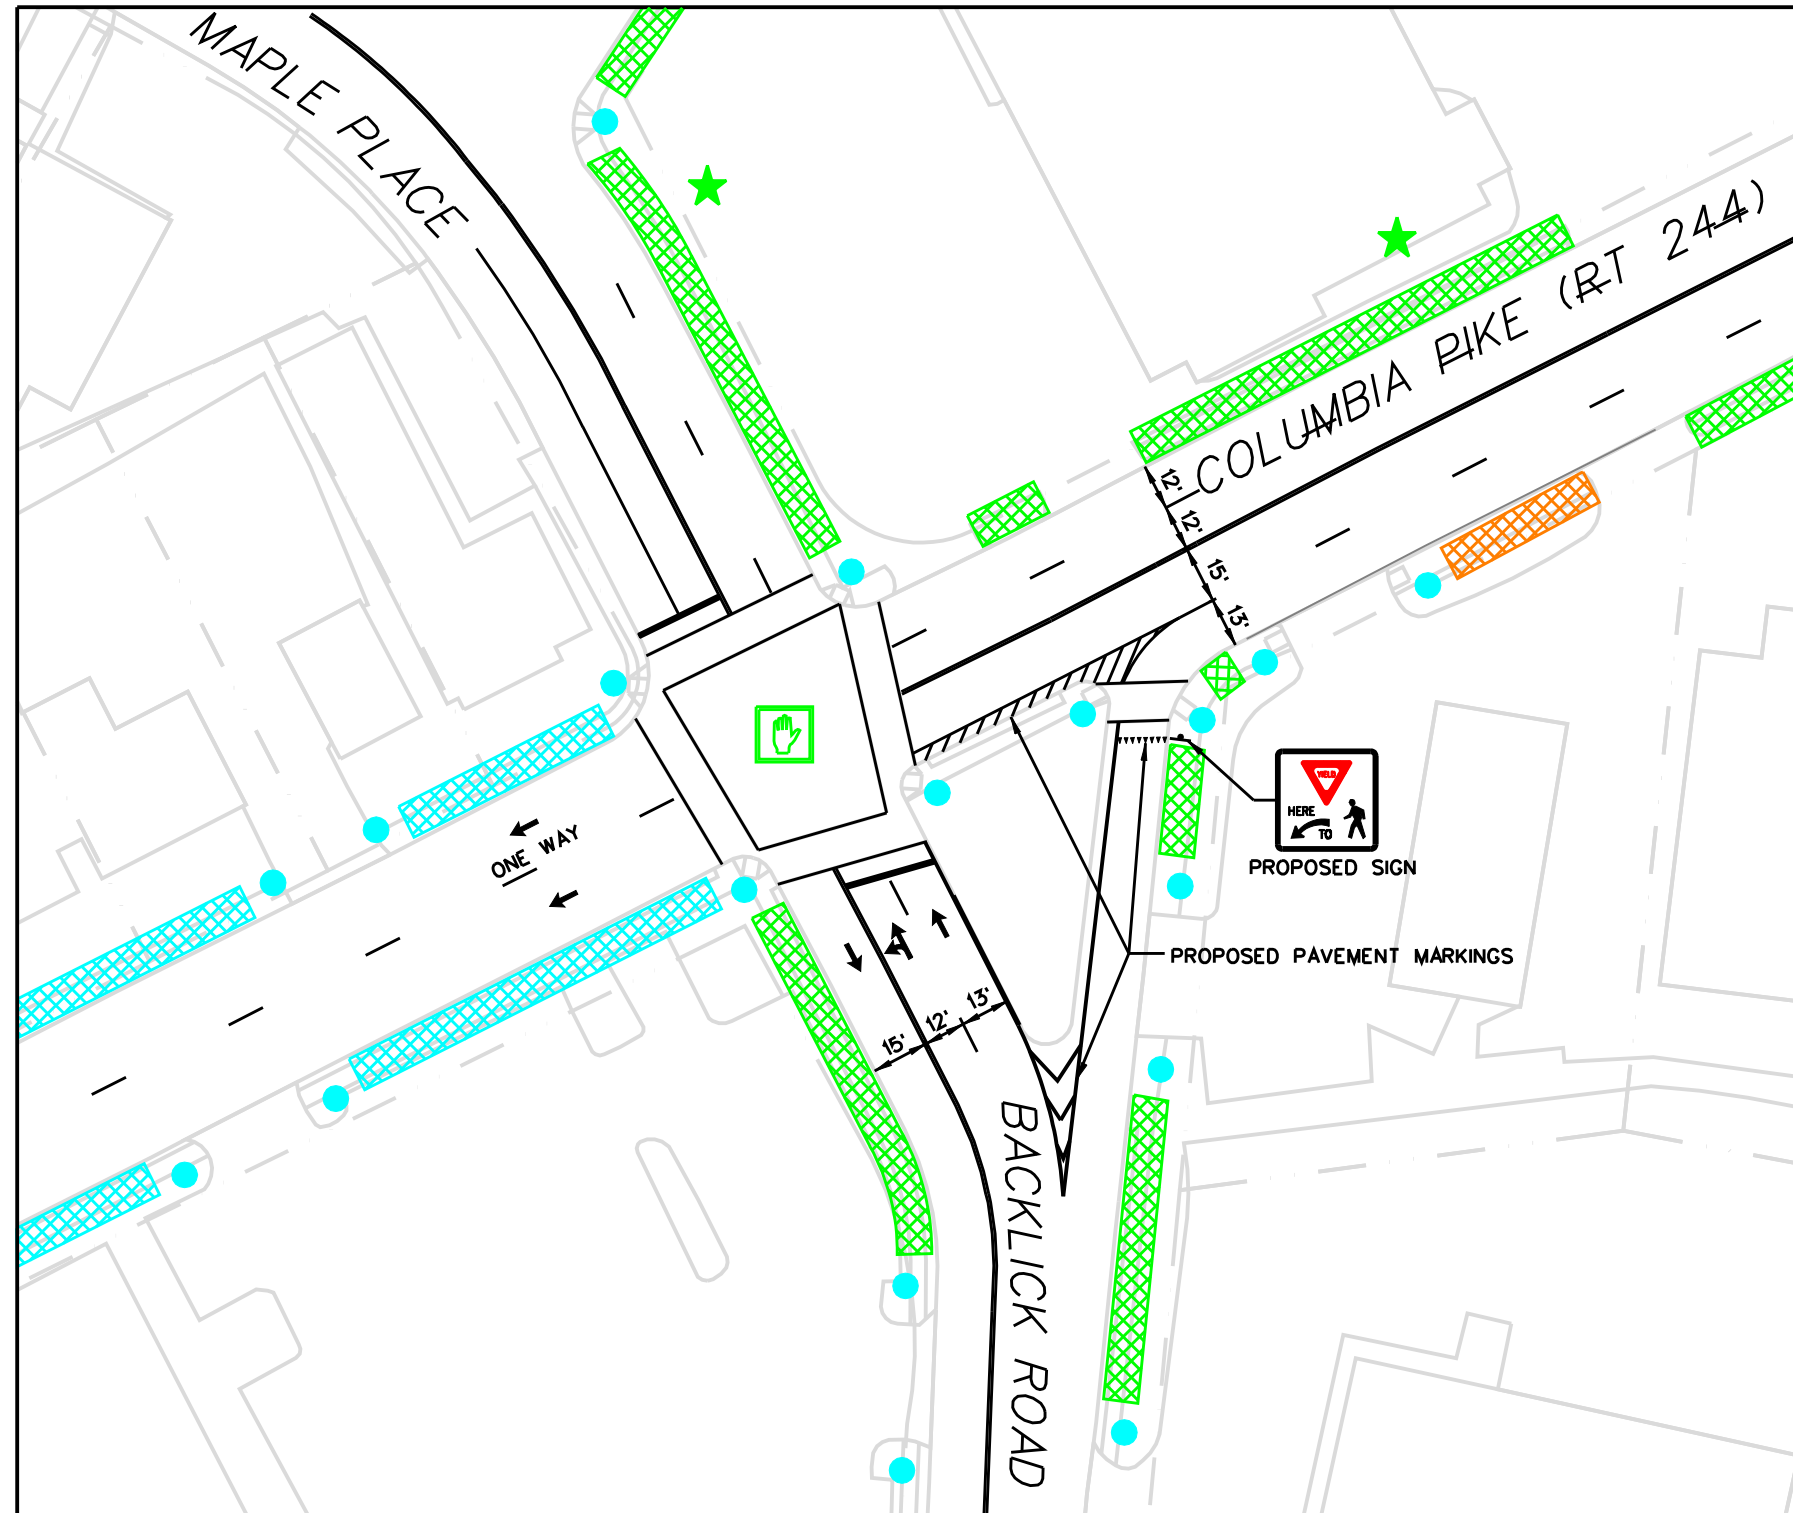 MAPLE PLACE
COLUMBIA PIKE (RT 244)
12'
12'
15'
13'
ONE WAY
YIELD
HERE
TO
PROPOSED SIGN
PROPOSED PAVEMENT MARKINGS
15'
12'
13'
BACKLICK ROAD